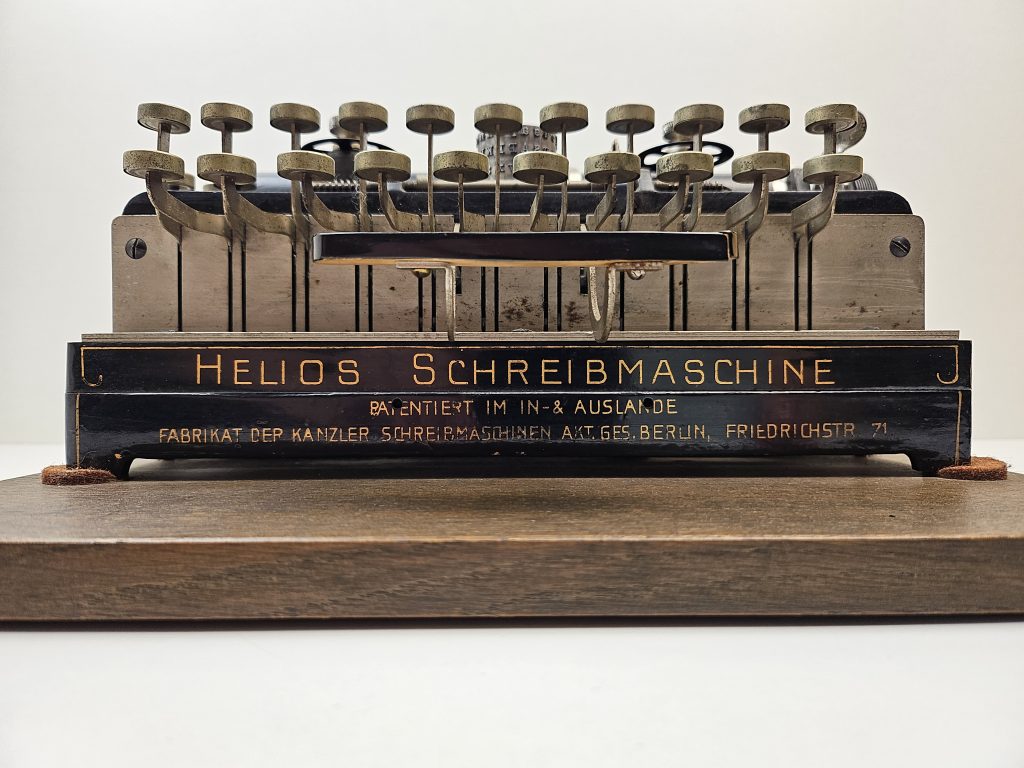 HELIOS SCHREIBMASCHINE
PATENTIERT IM IN-& AUSLANDE
FABRIKAT DER KANZLER SCHREIBMASCHINEN AKT.GES. BERLIN, FRIEDRICHSTR. 71